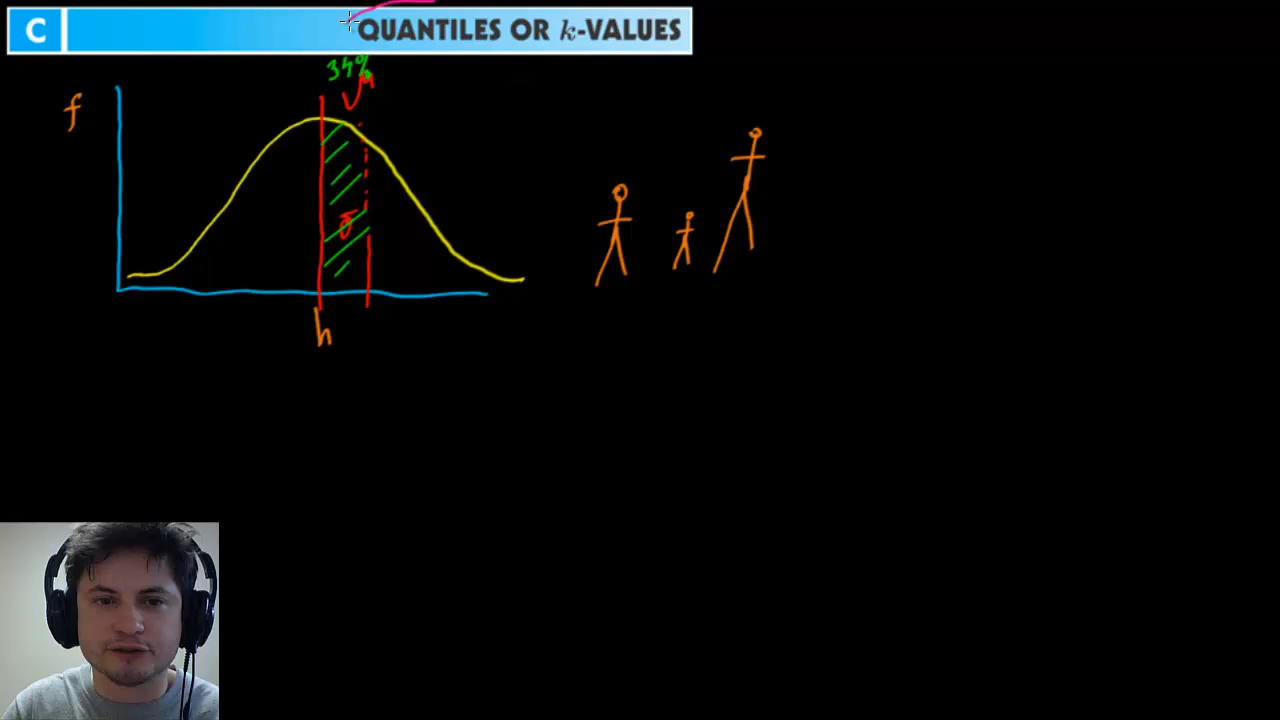 C QUANTILES OR k-VALUES
34%
f
σ
h